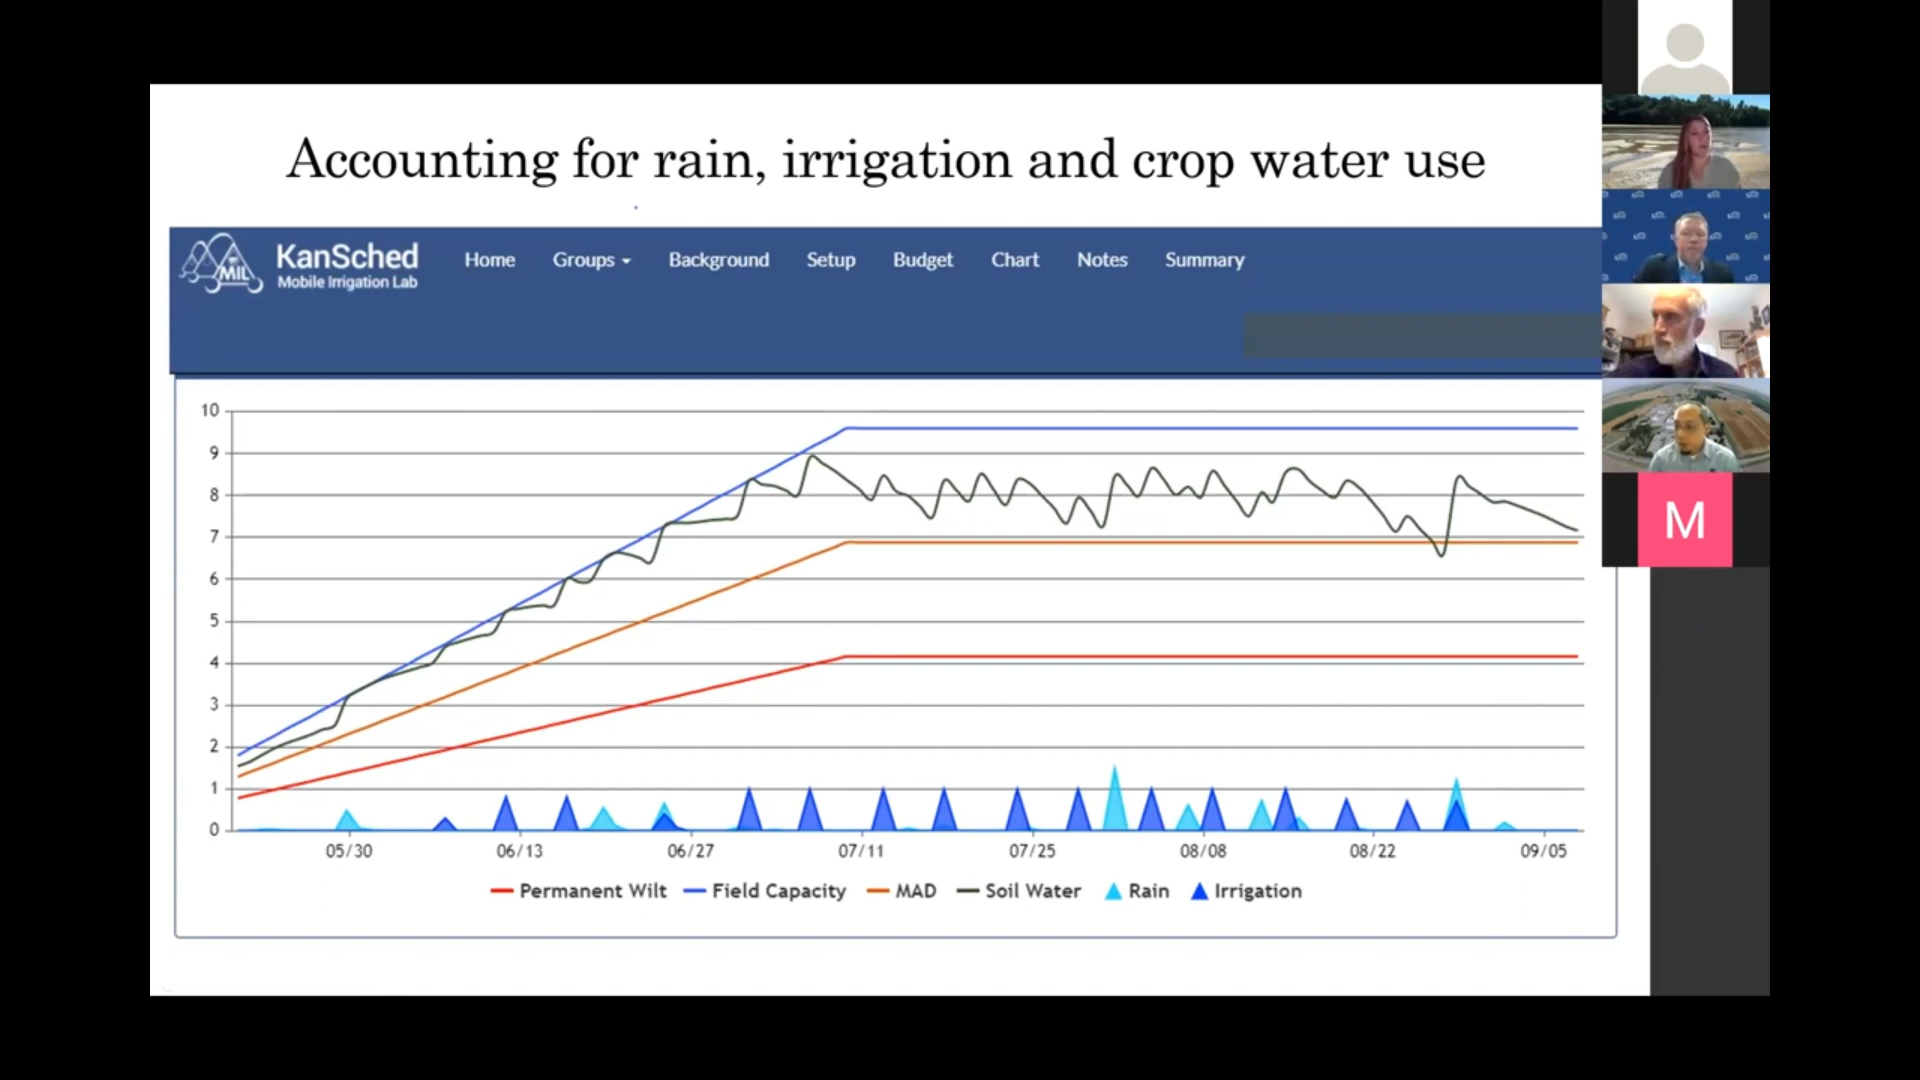 Accounting for rain, irrigation and crop water use
MIL
KanSched
Mobile Irrigation Lab
Home Groups Background Setup Budget Chart Notes Summary
M
10
9
8
7
6
5
4
3
2
1
0
05/30 06/13 06/27 07/11 07/25 08/08 08/22 09/05
Permanent Wilt Field Capacity MAD Soil Water Rain Irrigation